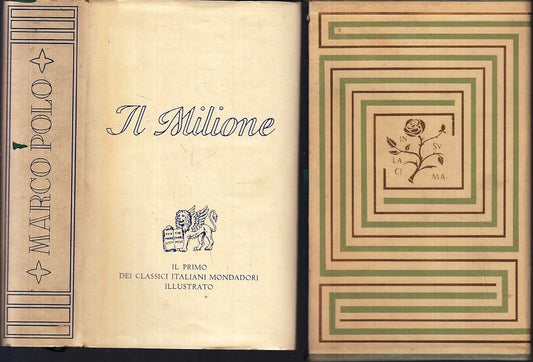 MARCO POLO
Il Milione
IL PRIMO
DEI CLASSICI ITALIANI MONDADORI
ILLUSTRATO
IN SU
LA
CI MA